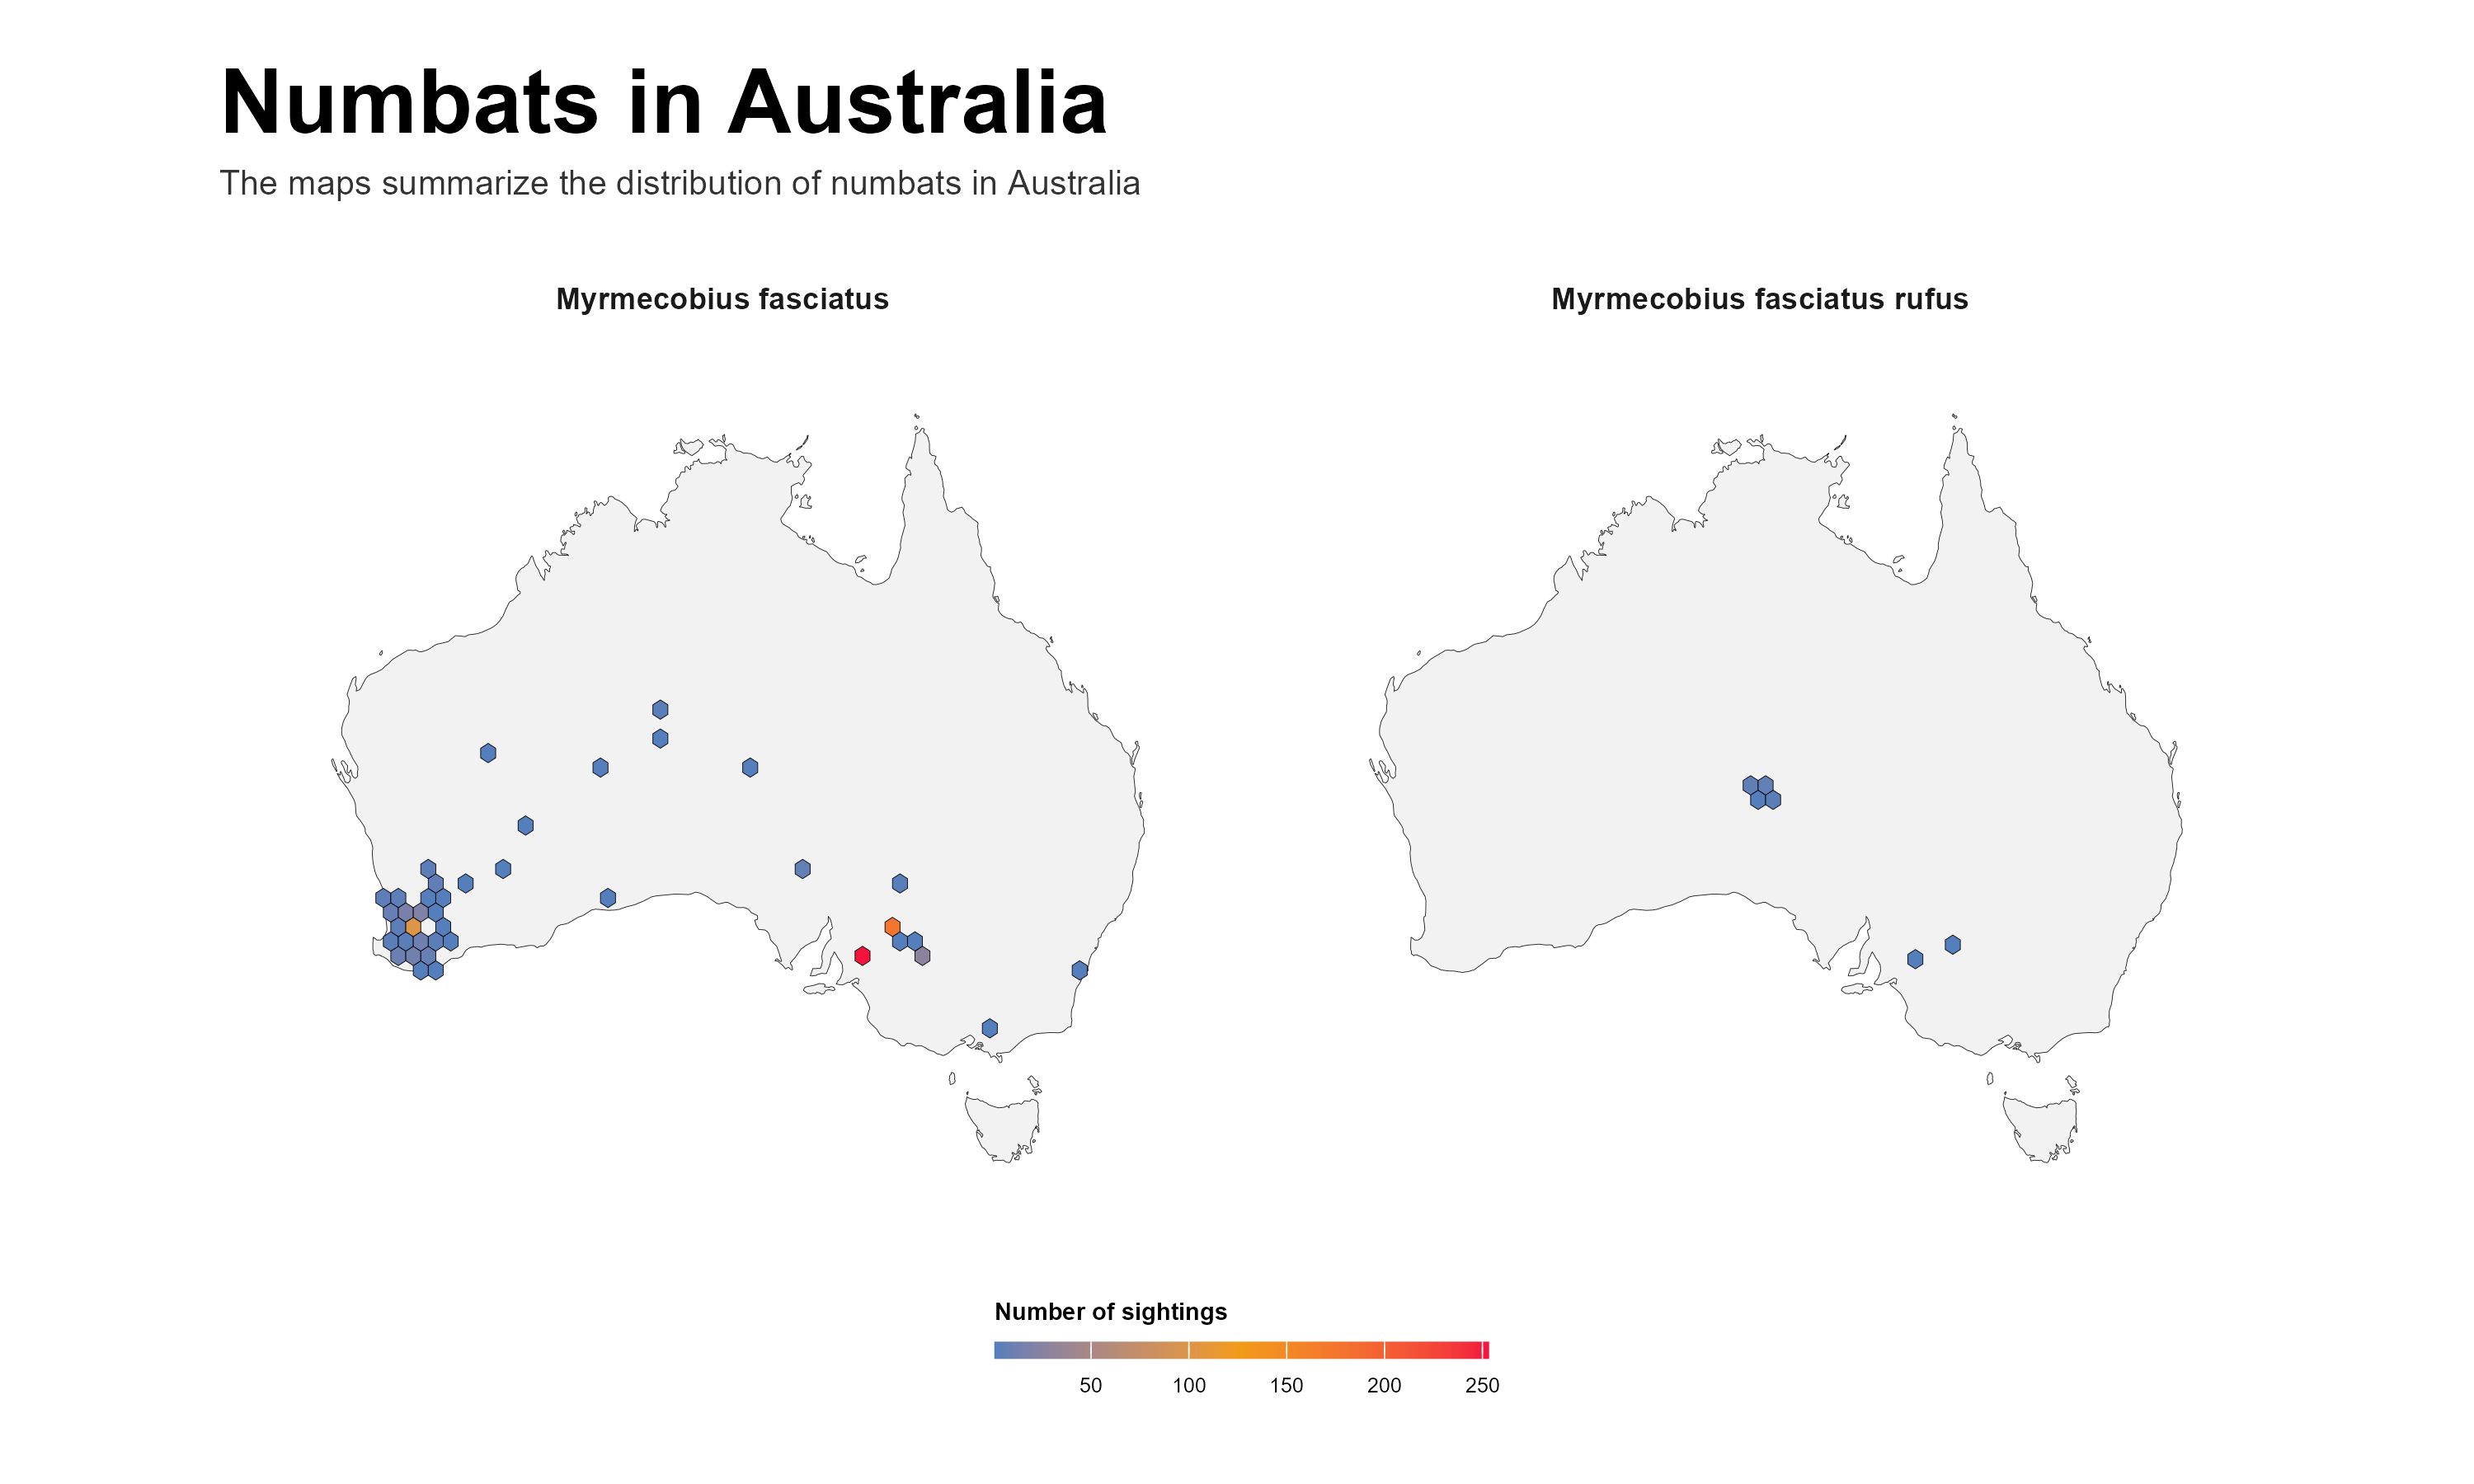 Numbats in Australia
The maps summarize the distribution of numbats in Australia
Myrmecobius fasciatus
Myrmecobius fasciatus rufus
Number of sightings
50 100 150 200 250